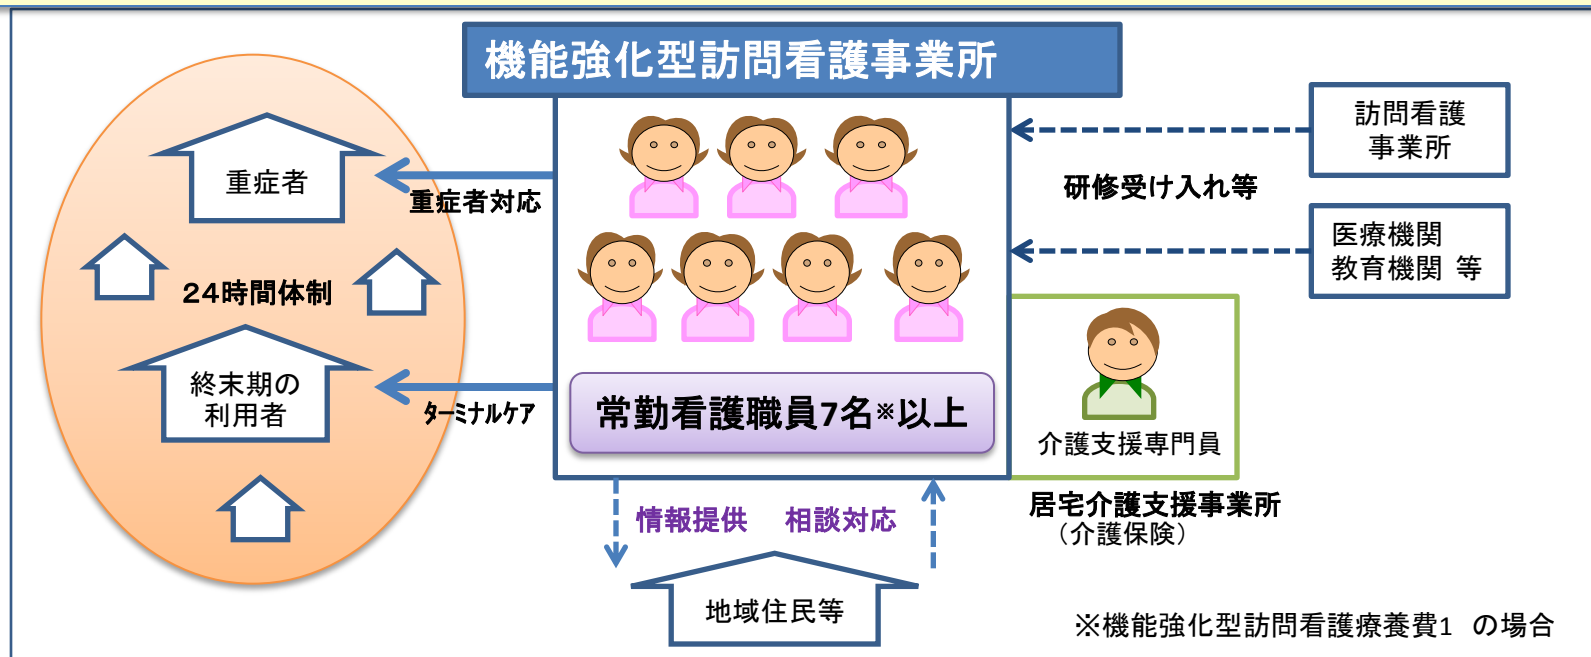 機能強化型訪問看護事業所
重症者
重症者対応
24時間体制
終末期の
利用者
ターミナルケア
常勤看護職員7名※以上
訪問看護
事業所
研修受け入れ等
医療機関
教育機関 等
介護支援専門員
居宅介護支援事業所
（介護保険）
情報提供 相談対応
地域住民等
※機能強化型訪問看護療養費1 の場合